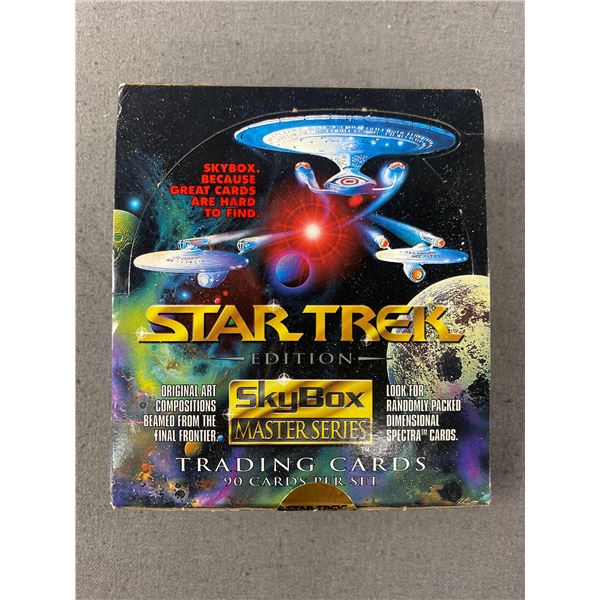 SKYBOX.
BECAUSE
GREAT CARDS
ARE HARD
TO FIND.
STAR TREK
EDITION
ORIGINAL ART
COMPOSITIONS
BEAMED FROM THE
FINAL FRONTIER.
SkyBox
MASTER SERIES
LOOK FOR
RANDOMLY-PACKED
DIMENSIONAL
SPECTRA™ CARDS.
TRADING CARDS
90 CARDS PER SET
STAR TREK